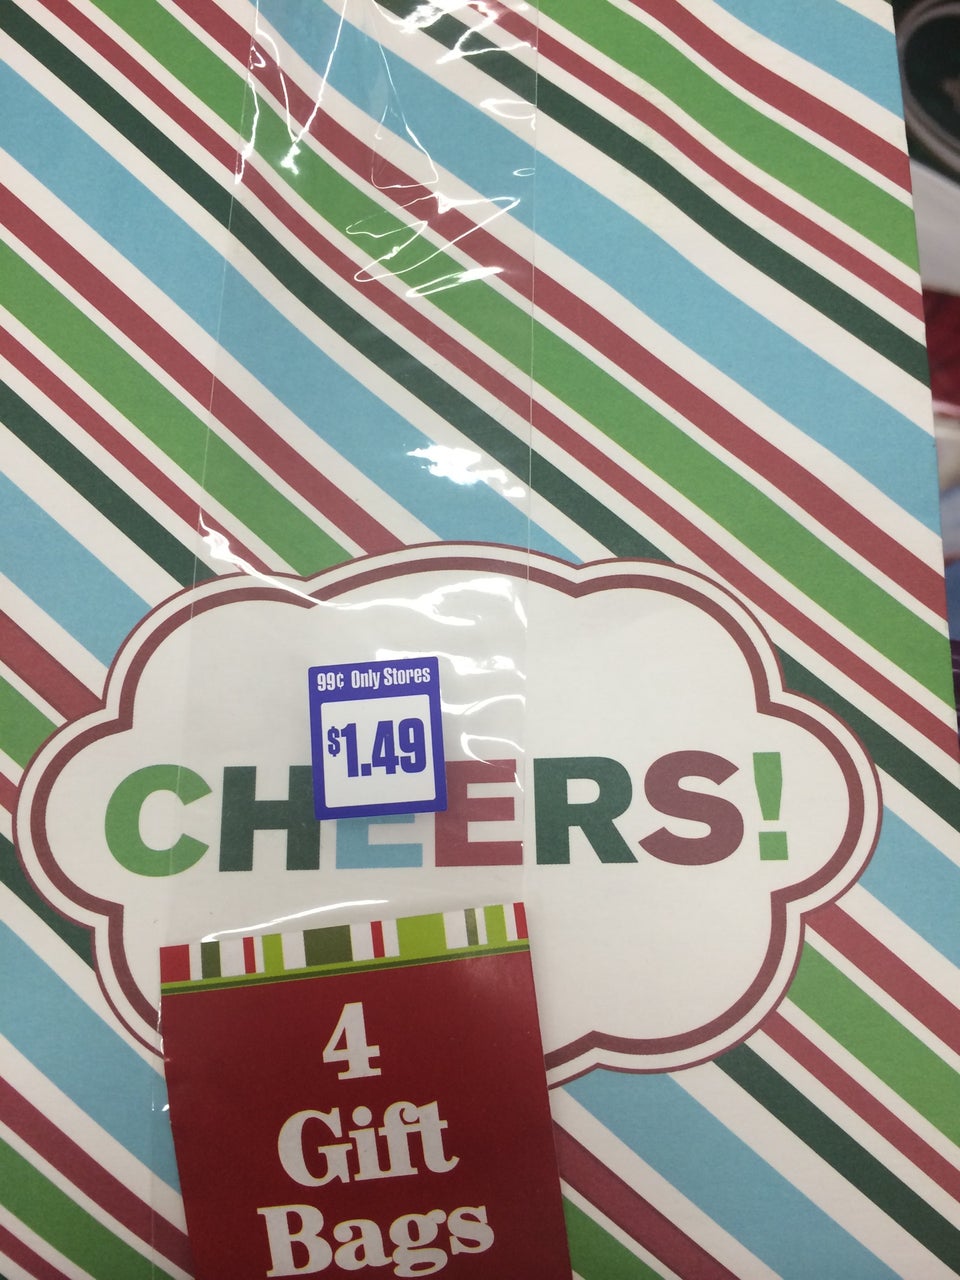 99¢ Only Stores
$1.49
CHEERS!
4
Gift
Bags